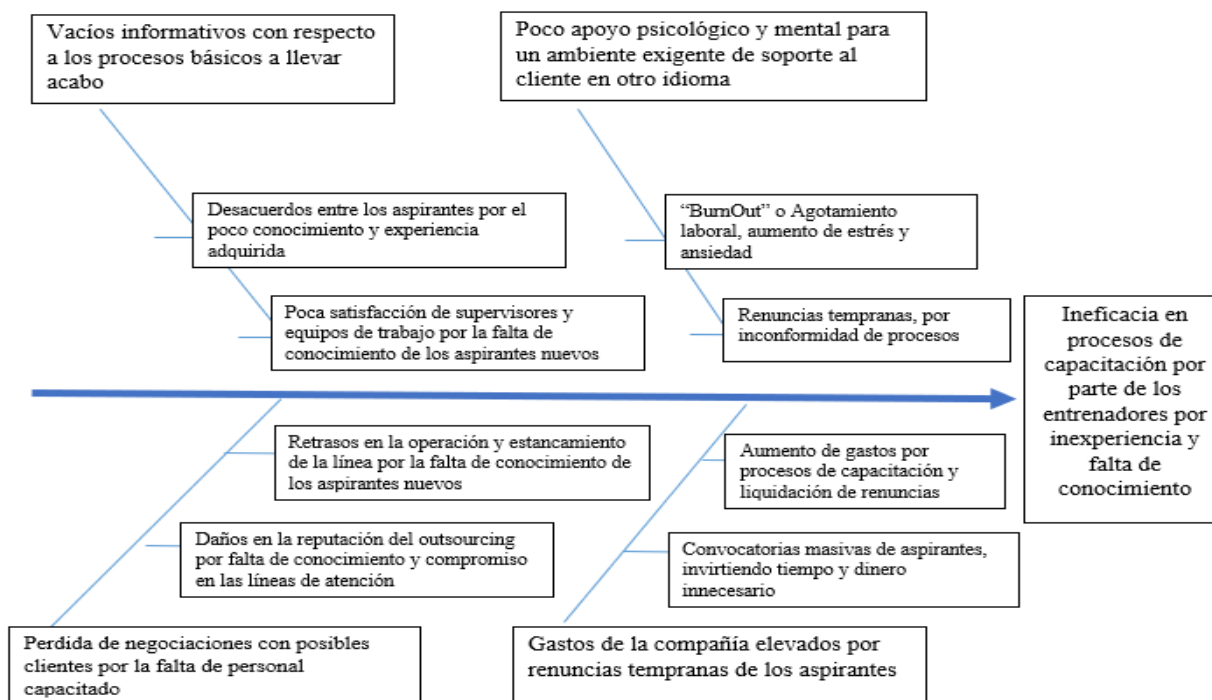 Vacíos informativos con respecto
a los procesos básicos a llevar
acabo
Poco apoyo psicológico y mental para
un ambiente exigente de soporte al
cliente en otro idioma
Desacuerdos entre los aspirantes por el
poco conocimiento y experiencia
adquirida
“BurnOut” o Agotamiento
laboral, aumento de estrés y
ansiedad
Poca satisfacción de supervisores y
equipos de trabajo por la falta de
conocimiento de los aspirantes nuevos
Renuncias tempranas, por
inconformidad de procesos
Ineficacia en
procesos de
capacitación por
parte de los
entrenadores por
inexperiencia y
falta de
conocimiento
Retrasos en la operación y estancamiento
de la línea por la falta de conocimiento de
los aspirantes nuevos
Aumento de gastos por
procesos de capacitación y
liquidación de renuncias
Daños en la reputación del outsourcing
por falta de conocimiento y compromiso
en las líneas de atención
Convocatorias masivas de aspirantes,
invirtiendo tiempo y dinero
innecesario
Perdida de negociaciones con posibles
clientes por la falta de personal
capacitado
Gastos de la compañía elevados por
renuncias tempranas de los aspirantes